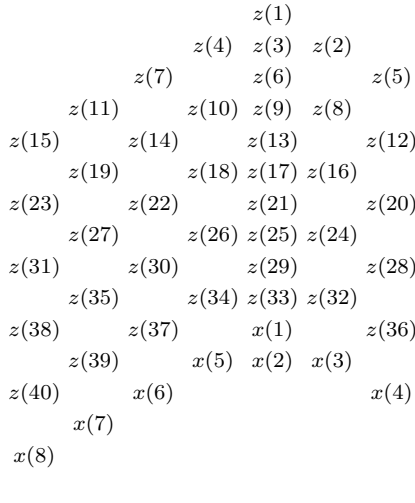 z(1)
z(4) z(3) z(2)
z(7) z(6) z(5)
z(11) z(10) z(9) z(8)
z(15) z(14) z(13) z(12)
z(19) z(18) z(17) z(16)
z(23) z(22) z(21) z(20)
z(27) z(26) z(25) z(24)
z(31) z(30) z(29) z(28)
z(35) z(34) z(33) z(32)
z(38) z(37) x(1) z(36)
z(39) x(5) x(2) x(3)
z(40) x(6) x(4)
x(7)
x(8)